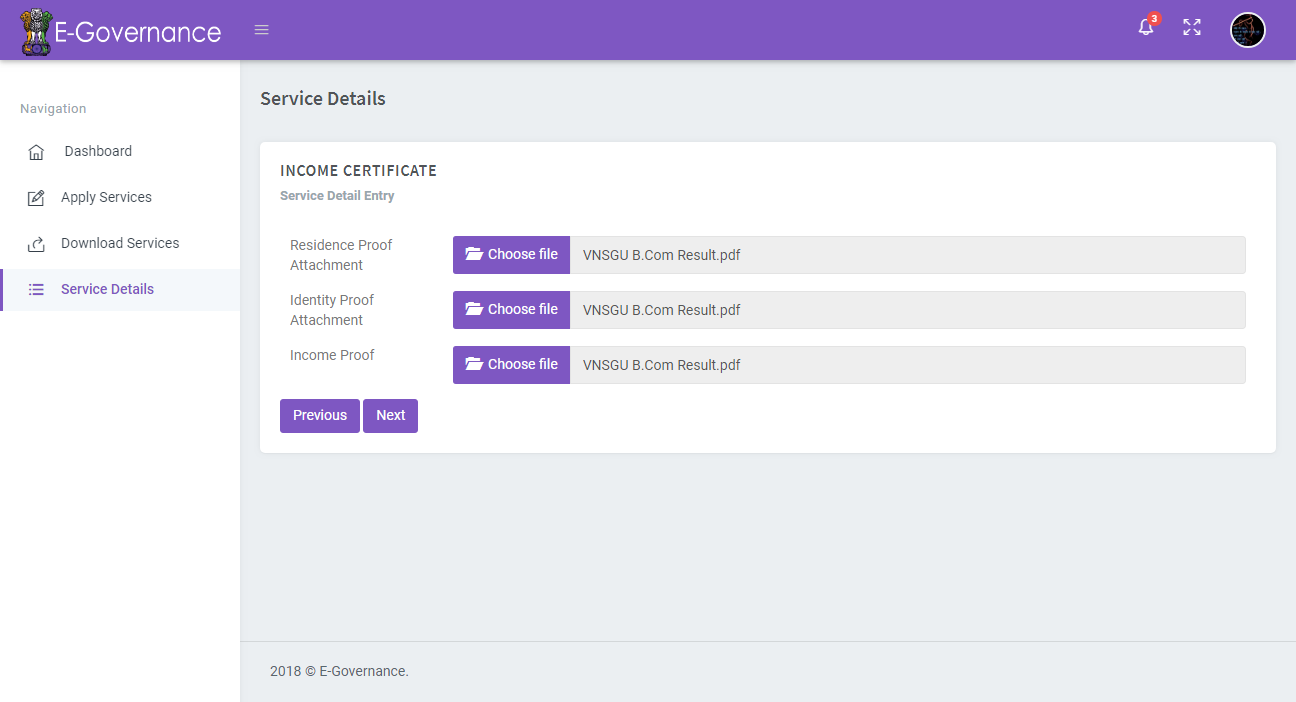 E-Governance
3
Navigation
Dashboard
Apply Services
Download Services
Service Details
Service Details
INCOME CERTIFICATE
Service Detail Entry
Residence Proof
Attachment
Choose file VNSGU B.Com Result.pdf
Identity Proof
Attachment
Choose file VNSGU B.Com Result.pdf
Income Proof
Choose file VNSGU B.Com Result.pdf
Previous Next
2018 © E-Governance.